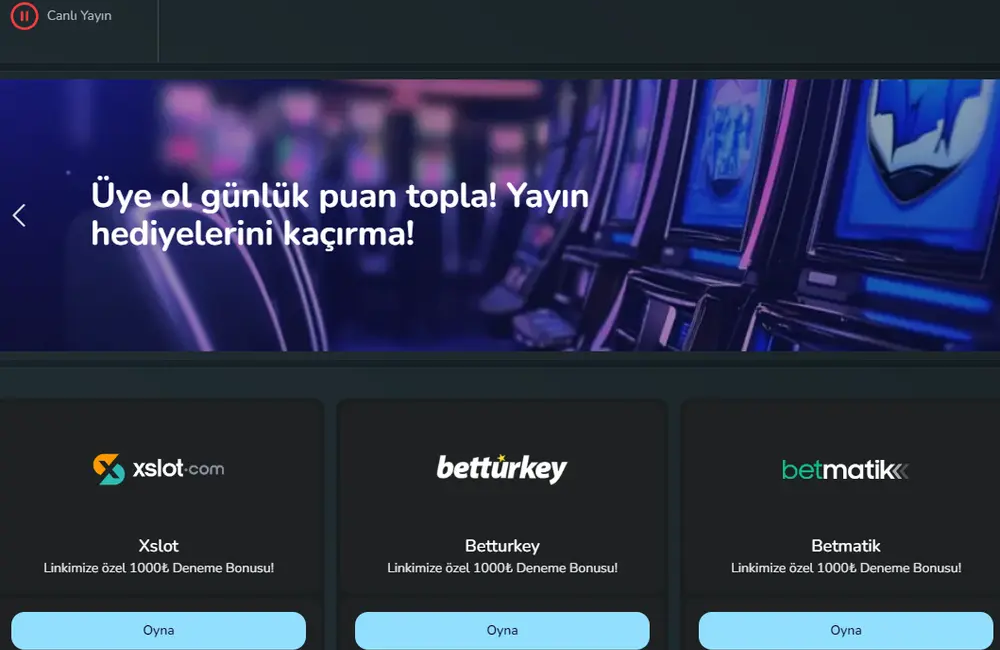 Canlı Yayın
Üye ol günlük puan topla! Yayın
hediyelerini kaçırma!
xslot.com
betturkey
betmatik
Xslot
Betturkey
Betmatik
Linkimize özel 1000₺ Deneme Bonusu!
Linkimize özel 1000₺ Deneme Bonusu!
Linkimize özel 1000₺ Deneme Bonusu!
Oyna
Oyna
Oyna